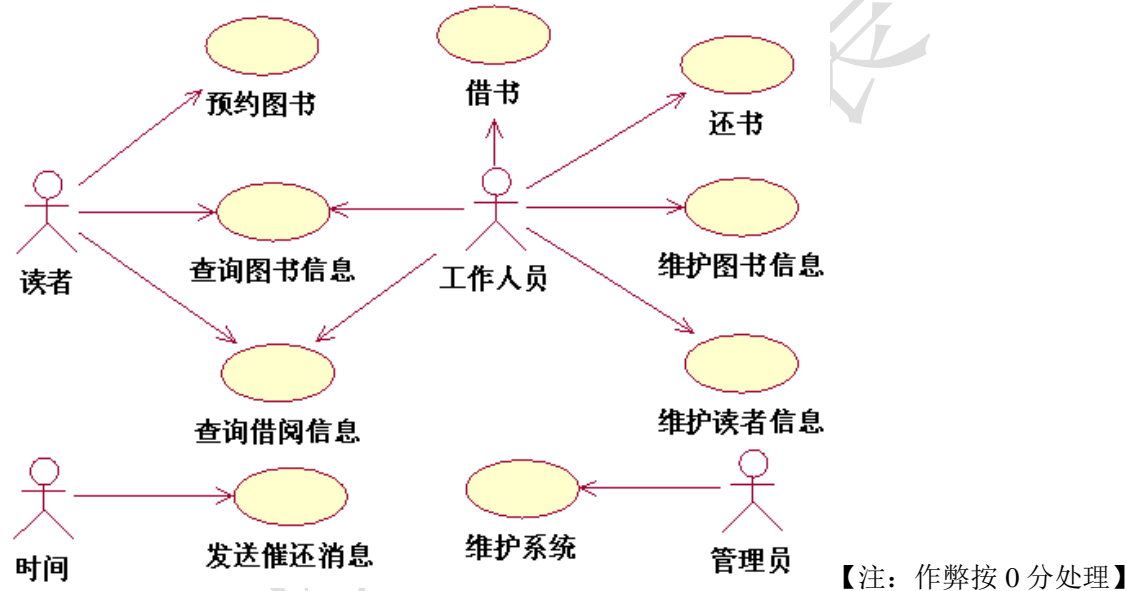 预约图书
借书
还书
读者
查询图书信息
工作人员
维护图书信息
查询借阅信息
维护读者信息
时间
发送催还消息
维护系统
管理员
【注：作弊按 0 分处理】